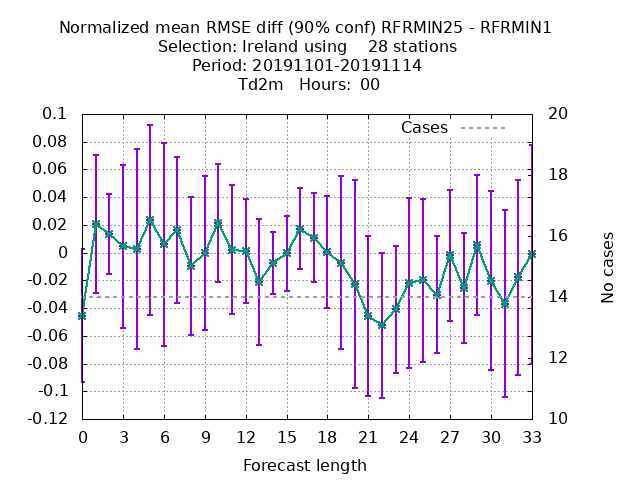 Normalized mean RMSE diff (90% conf) RFRMIN25 - RFRMIN1
Selection: Ireland using    28 stations
Period: 20191101-20191114
Td2m   Hours:  00
0.1
0.08
0.06
0.04
0.02
0
-0.02
-0.04
-0.06
-0.08
-0.1
-0.12
Cases
20
18
16
14
12
10
No cases
0 3 6 9 12 15 18 21 24 27 30 33
Forecast length